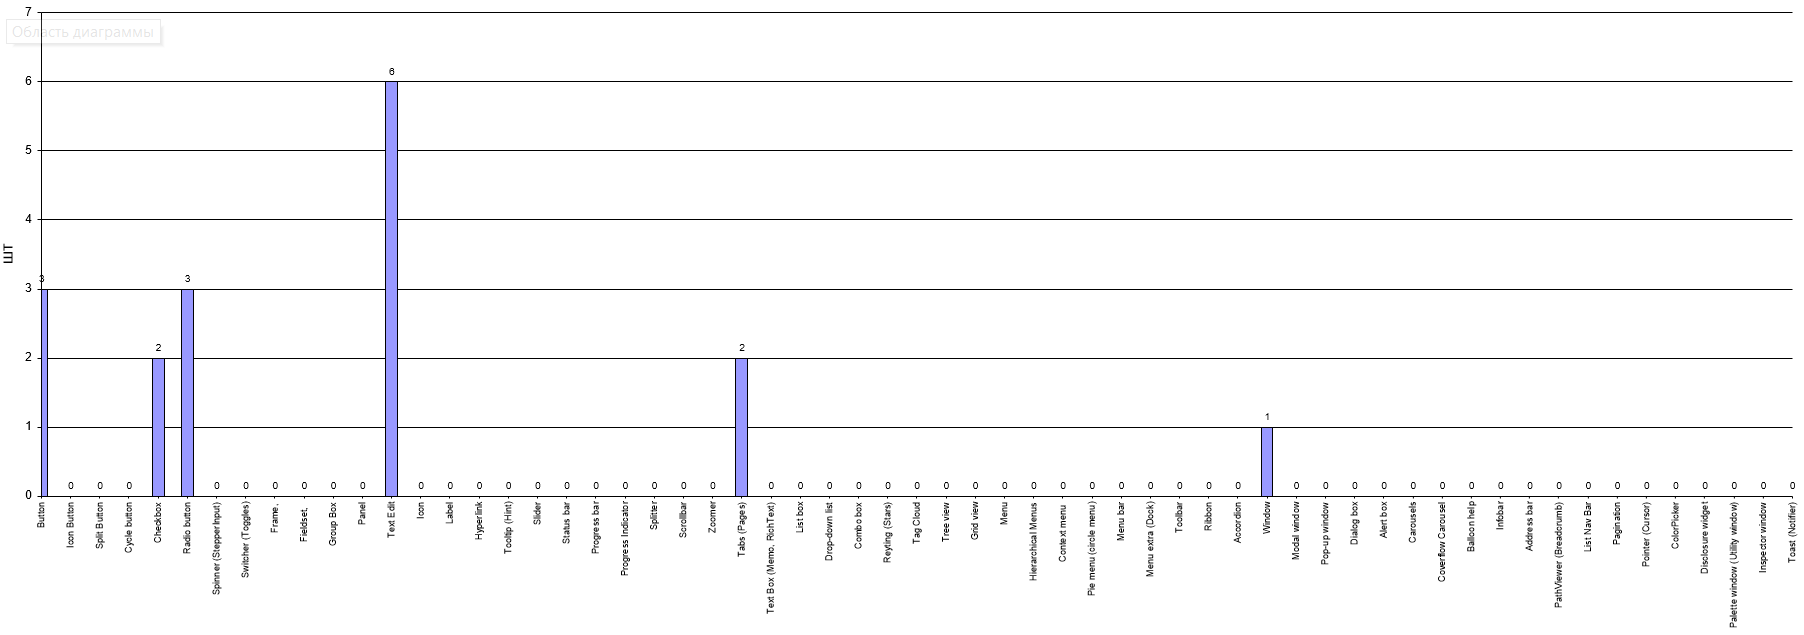 7
Область диаграммы
6
6
5
4
шт
3
3
3
2
2
2
1
1
0
0 0 0 0 0 0 0 0 0 0 0 0 0 0 0 0 0 0 0 0 0 0 0 0 0 0 0 0 0 0 0 0 0 0 0 0 0 0 0 0 0 0 0 0 0 0 0 0 0 0 0 0 0 0 0
Button
Icon Button
Split Button
Cycle button
Checkbox
Radio button
Spinner (StepperInput)
Switcher (Toggles)
Frame,
Fieldset,
Group Box
Panel
Text Edit
Icon
Label
Hyperlink
Tooltip (Hint)
Slider
Status bar
Progress bar
Progress Indicator
Splitter
Scrollbar
Zoomer
Tabs (Pages)
Text Box (Memo, RichText)
List box
Drop-down list
Combo box
Reyting (Stars)
Tag Cloud
Tree view
Grid view
Menu
Hierarchical Menus
Context menu
Pie menu (circle menu)
Menu bar
Menu extra (Dock)
Toolbar
Ribbon
Acordion
Window
Modal window
Pop-up window
Dialog box
Alert box
Carousels
Coverflow Carousel
Balloon help
Infobar
Address bar
PathViewer (Breadcrumb)
List Nav Bar
Pagination
Pointer (Cursor)
ColorPicker
Disclosure widget
Palette window (Utility window)
Inspector window
Toast (Notifier)